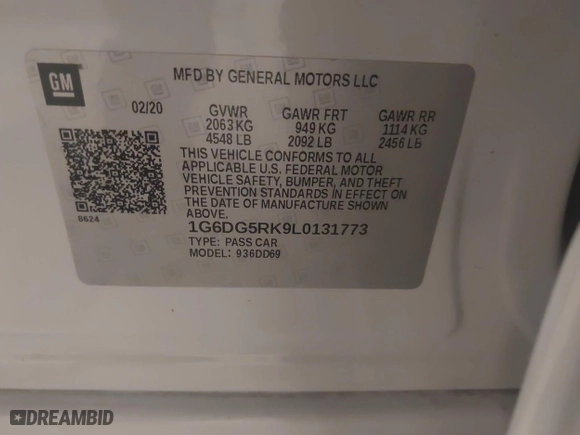 GM
MFD BY GENERAL MOTORS LLC
02/20 GVWR GAWR FRT GAWR RR
2063 KG 949 KG 1114 KG
4548 LB 2092 LB 2456 LB
THIS VEHICLE CONFORMS TO ALL
APPLICABLE U.S. FEDERAL MOTOR
VEHICLE SAFETY, BUMPER, AND THEFT
PREVENTION STANDARDS IN EFFECT ON
THE DATE OF MANUFACTURE SHOWN
ABOVE.
8624
1G6DG5RK9L0131773
TYPE: PASS CAR
MODEL: 936DD69
DREAMBID